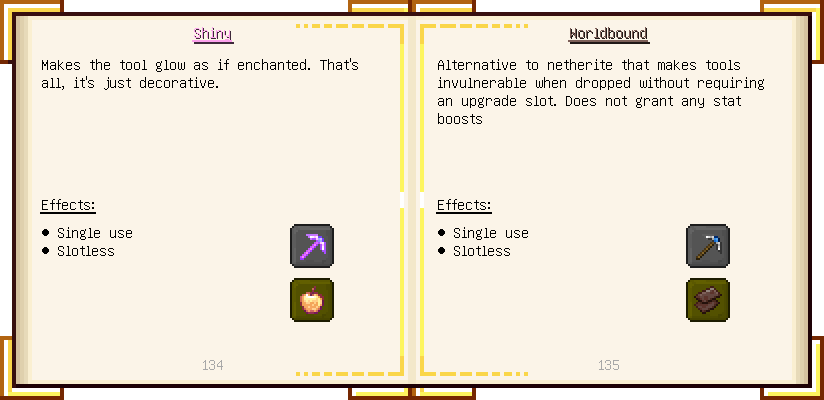 Shiny
Makes the tool glow as if enchanted. That's
all, it's just decorative.
Effects:
● Single use
● Slotless
134
Worldbound
Alternative to netherite that makes tools
invulnerable when dropped without requiring
an upgrade slot. Does not grant any stat
boosts
Effects:
● Single use
● Slotless
135